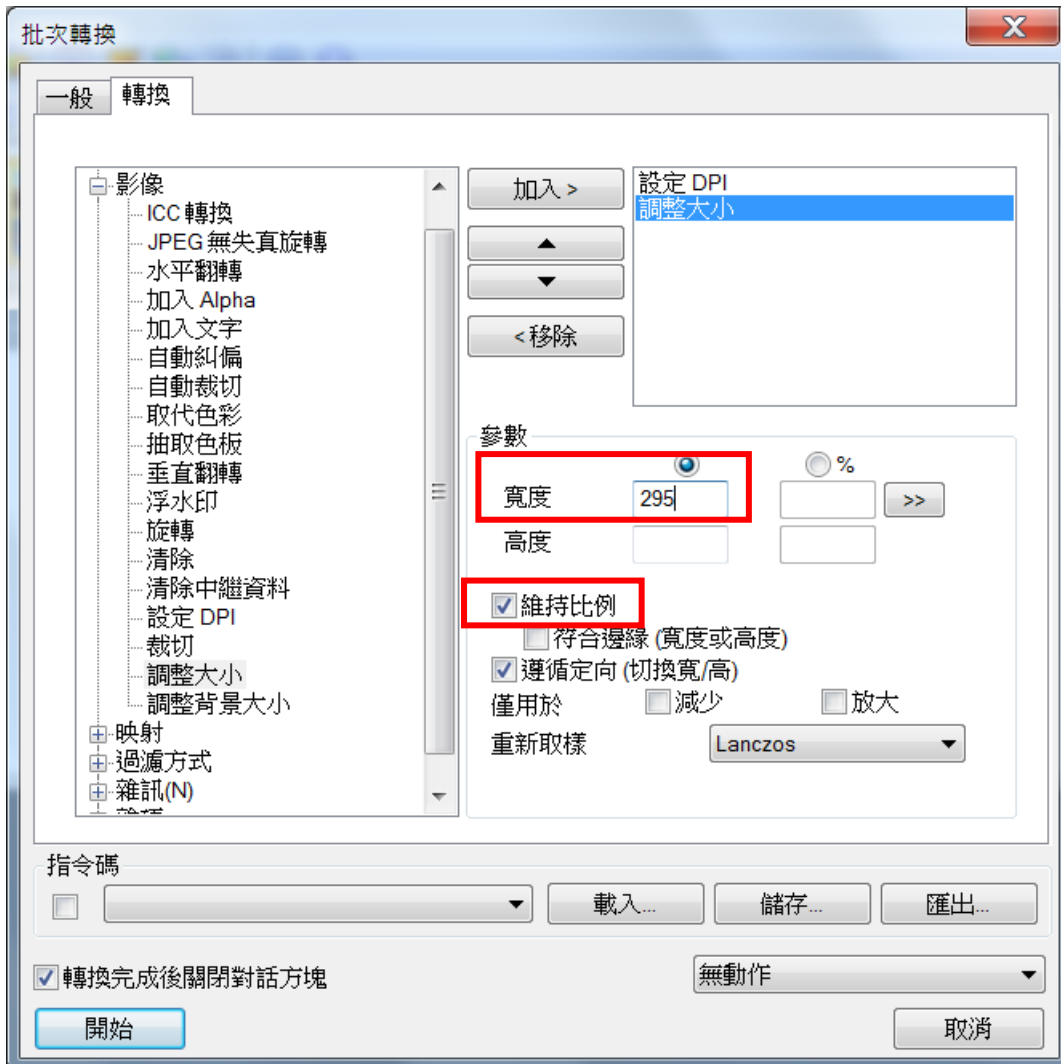 批次轉換
一般
轉換
影像
ICC 轉換
JPEG 無失真旋轉
水平翻轉
加入 Alpha
加入文字
自動糾偏
自動裁切
取代色彩
抽取色板
垂直翻轉
浮水印
旋轉
清除
清除中繼資料
設定 DPI
裁切
調整大小
調整背景大小
映射
過濾方式
雜訊(N)
加入 >
<移除
設定 DPI
調整大小
參數
%
寬度 295 >>
高度
維持比例
符合邊緣 (寬度或高度)
遵循定向 (切換寬/高)
僅用於 減少 放大
重新取樣 Lanczos
指令碼
載入... 儲存... 匯出...
轉換完成後關閉對話方塊 無動作
開始 取消